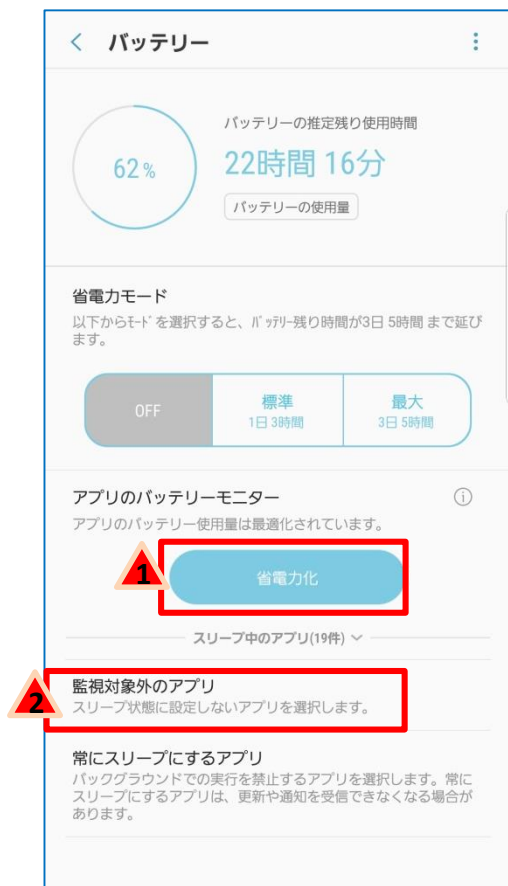 バッテリー
バッテリーの推定残り使用時間
62%
22時間 16分
バッテリーの使用量
省電力モード
以下からﾓｰﾄﾞを選択すると、ﾊﾞｯﾃﾘｰ残り時間が3日 5時間 まで延び
ます。
OFF
標準
1日 3時間
最大
3日 5時間
アプリのバッテリーモニター
アプリのバッテリー使用量は最適化されています。
1
省電力化
スリープ中のアプリ(19件)
2
監視対象外のアプリ
スリープ状態に設定しないアプリを選択します。
常にスリープにするアプリ
バックグラウンドでの実行を禁止するアプリを選択します。常に
スリープにするアプリは、更新や通知を受信できなくなる場合が
あります。